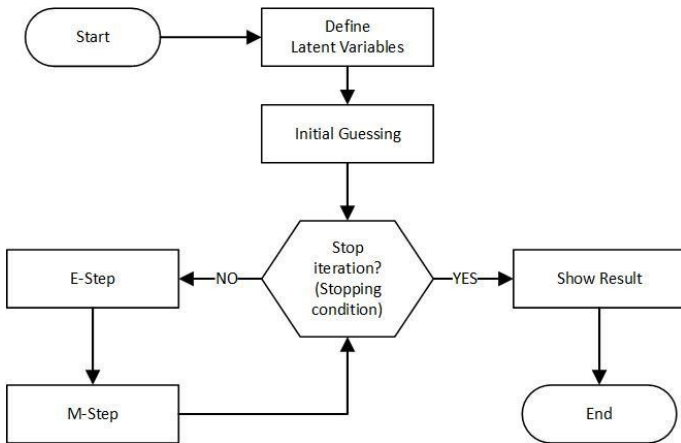 Start
Define
Latent Variables
Initial Guessing
Stop
iteration?
(Stopping
condition)
NO
YES
E-Step
Show Result
M-Step
End